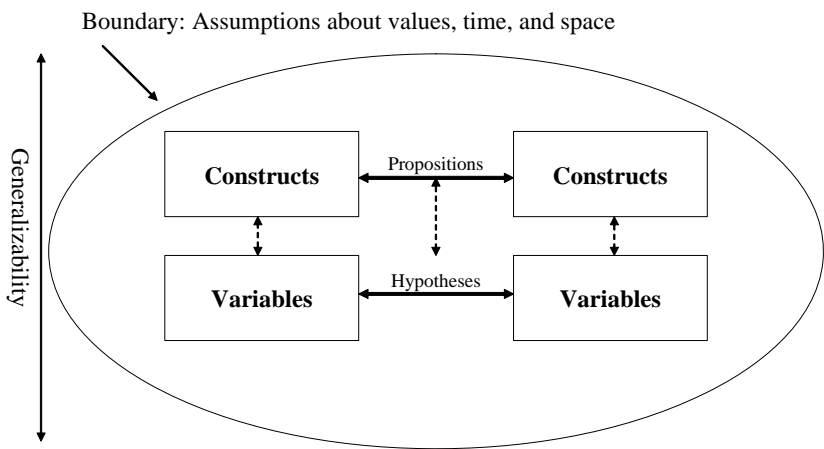 Boundary: Assumptions about values, time, and space
Generalizability
Constructs
Propositions
Constructs
Variables
Hypotheses
Variables